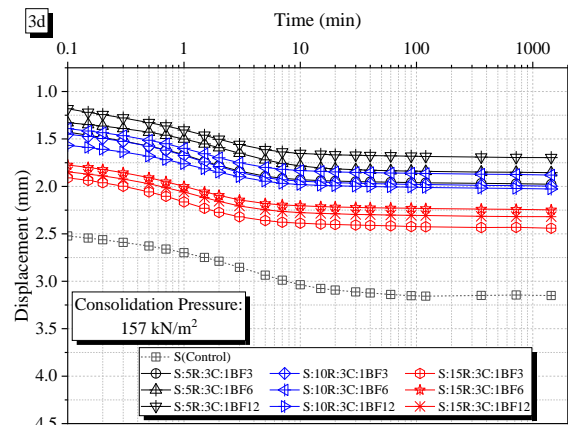 3d
Time (min)
0.1 1 10 100 1000
Displacement (mm)
1.0
1.5
2.0
2.5
3.0
3.5
4.0
4.5
Consolidation Pressure:
157 kN/m²
S(Control)
S:5R:3C:1BF3 S:10R:3C:1BF3 S:15R:3C:1BF3
S:5R:3C:1BF6 S:10R:3C:1BF6 S:15R:3C:1BF6
S:5R:3C:1BF12 S:10R:3C:1BF12 S:15R:3C:1BF12